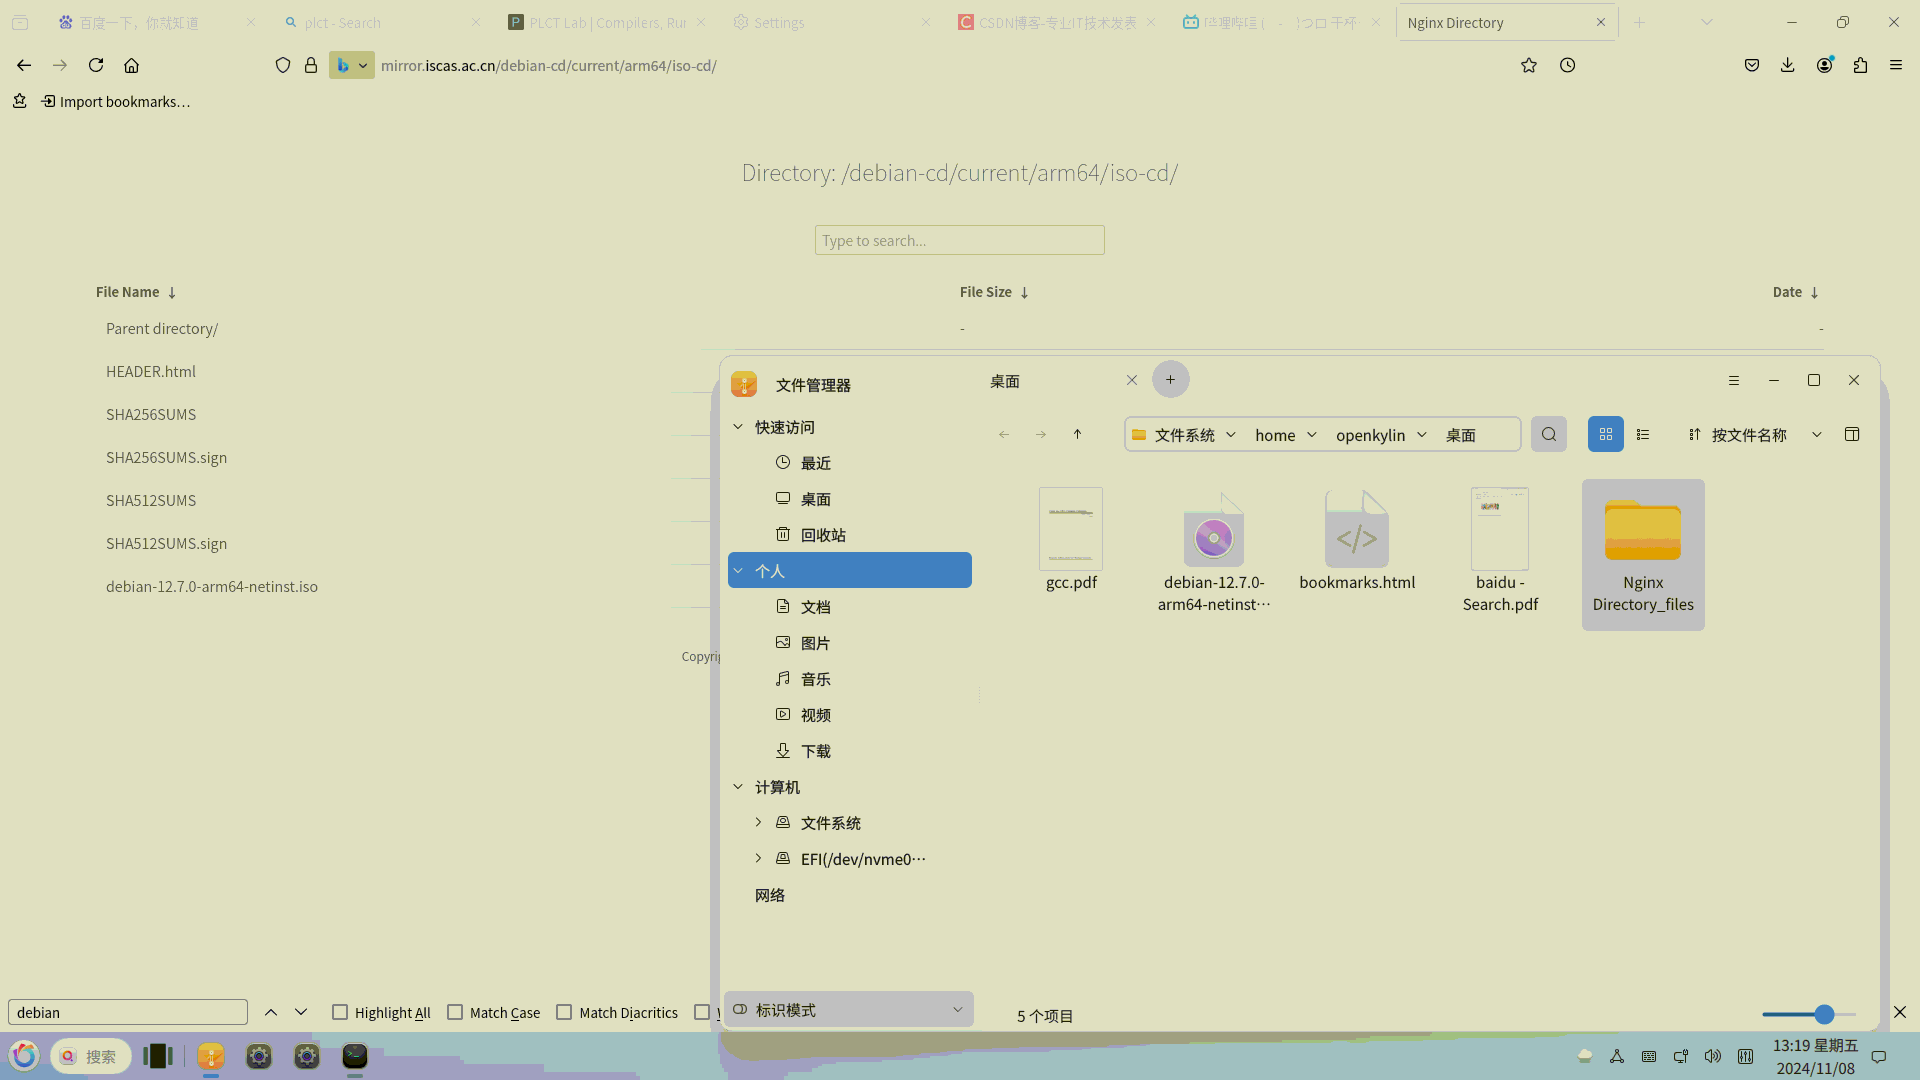 百度一下，你就知道
plct - Search
PLCT Lab | Compilers, Rur
Settings
CSDN博客-专业IT技术发表
Nginx Directory
mirror.iscas.ac.cn/debian-cd/current/arm64/iso-cd/
Import bookmarks…
Directory: /debian-cd/current/arm64/iso-cd/
Type to search...
File Name ↓ File Size ↓ Date ↓
Parent directory/ - -
HEADER.html
SHA256SUMS
SHA256SUMS.sign
SHA512SUMS
SHA512SUMS.sign
debian-12.7.0-arm64-netinst.iso
文件管理器
桌面
快速访问
最近
桌面
回收站
个人
文档
图片
音乐
视频
下载
计算机
文件系统
EFI(/dev/nvme0⋯
网络
标识模式
文件系统 home openkylin 桌面
按文件名称
gcc.pdf
debian-12.7.0-
arm64-netinst⋯
bookmarks.html
baidu -
Search.pdf
Nginx
Directory_files
5 个项目
debian
Highlight All
Match Case
Match Diacritics
搜索
13:19 星期五
2024/11/08